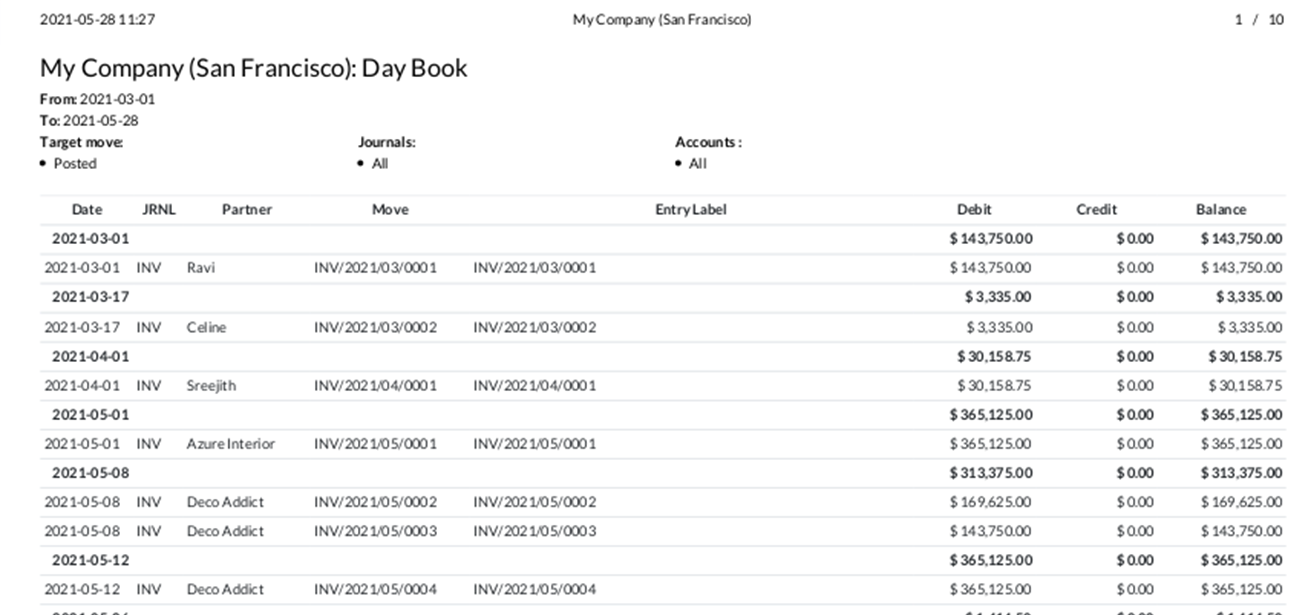 2021-05-28 11:27 My Company (San Francisco) 1 / 10
My Company (San Francisco): Day Book
From: 2021-03-01
To: 2021-05-28
Target move: Journals: Accounts :
• Posted • All • All
Date JRNL Partner Move Entry Label Debit Credit Balance
2021-03-01 $ 143,750.00 $ 0.00 $ 143,750.00
2021-03-01 INV Ravi INV/2021/03/0001 INV/2021/03/0001 $ 143,750.00 $ 0.00 $ 143,750.00
2021-03-17 $ 3,335.00 $ 0.00 $ 3,335.00
2021-03-17 INV Celine INV/2021/03/0002 INV/2021/03/0002 $ 3,335.00 $ 0.00 $ 3,335.00
2021-04-01 $ 30,158.75 $ 0.00 $ 30,158.75
2021-04-01 INV Sreejith INV/2021/04/0001 INV/2021/04/0001 $ 30,158.75 $ 0.00 $ 30,158.75
2021-05-01 $ 365,125.00 $ 0.00 $ 365,125.00
2021-05-01 INV Azure Interior INV/2021/05/0001 INV/2021/05/0001 $ 365,125.00 $ 0.00 $ 365,125.00
2021-05-08 $ 313,375.00 $ 0.00 $ 313,375.00
2021-05-08 INV Deco Addict INV/2021/05/0002 INV/2021/05/0002 $ 169,625.00 $ 0.00 $ 169,625.00
2021-05-08 INV Deco Addict INV/2021/05/0003 INV/2021/05/0003 $ 143,750.00 $ 0.00 $ 143,750.00
2021-05-12 $ 365,125.00 $ 0.00 $ 365,125.00
2021-05-12 INV Deco Addict INV/2021/05/0004 INV/2021/05/0004 $ 365,125.00 $ 0.00 $ 365,125.00